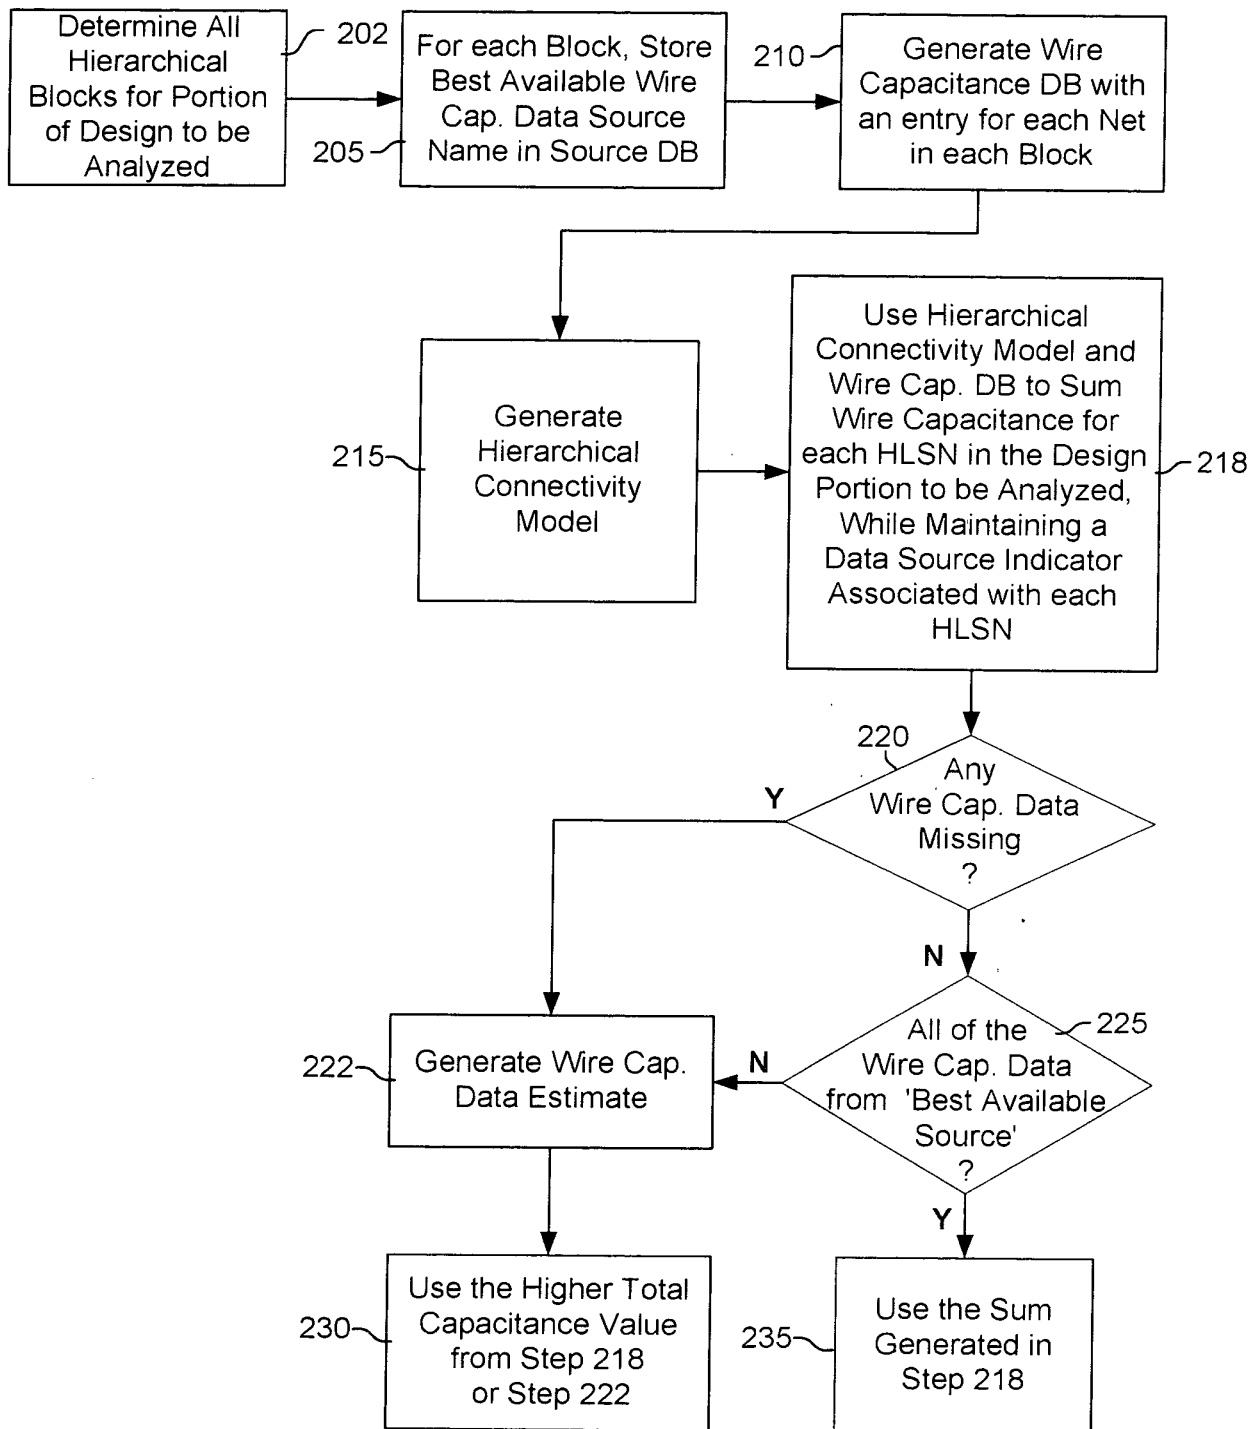 Determine All
Hierarchical
Blocks for Portion
of Design to be
Analyzed
202
For each Block, Store
Best Available Wire
Cap. Data Source
Name in Source DB
205
210
Generate Wire
Capacitance DB with
an entry for each Net
in each Block
215
Generate
Hierarchical
Connectivity
Model
Use Hierarchical
Connectivity Model and
Wire Cap. DB to Sum
Wire Capacitance for
each HLSN in the Design
Portion to be Analyzed,
While Maintaining a
Data Source Indicator
Associated with each
HLSN
218
220
Any
Wire Cap. Data
Missing
?
Y
N
225
All of the
Wire Cap. Data
from 'Best Available
Source'
?
N
Y
222
Generate Wire Cap.
Data Estimate
230
Use the Higher Total
Capacitance Value
from Step 218
or Step 222
235
Use the Sum
Generated in
Step 218